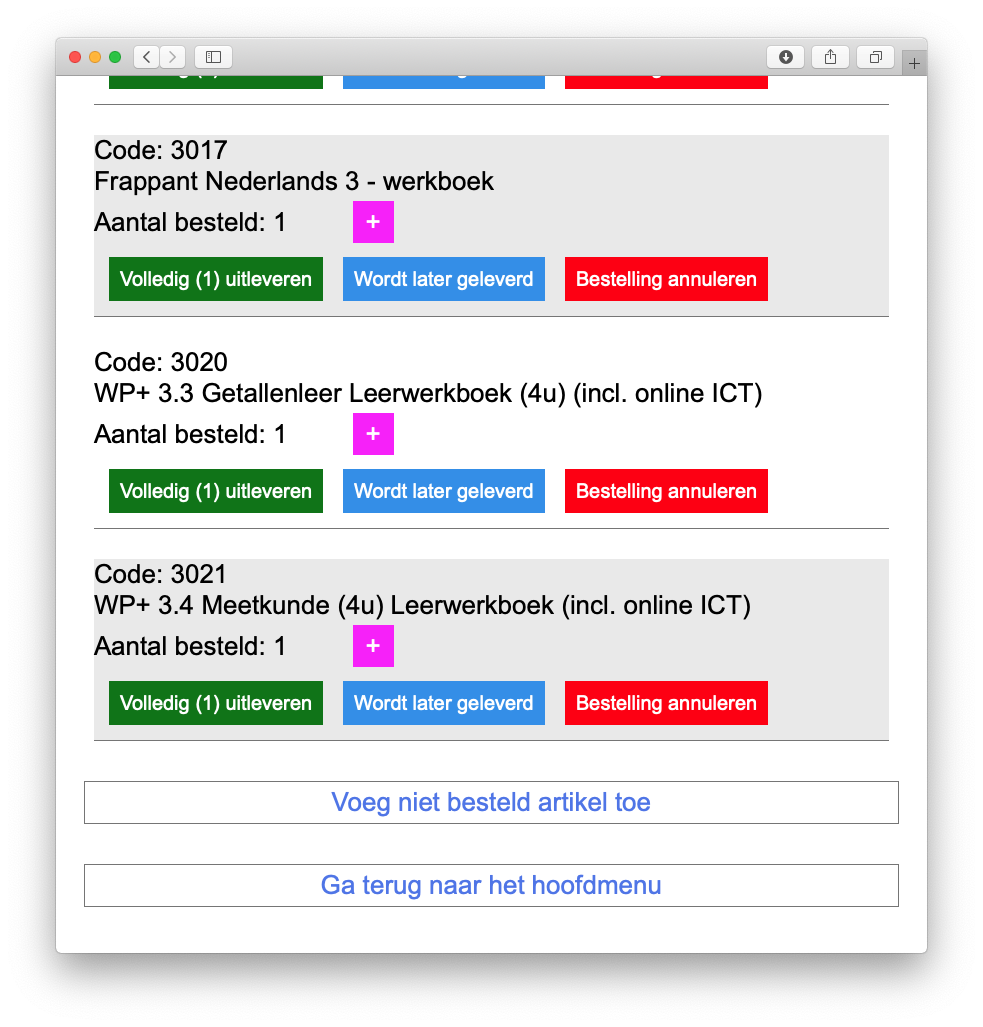 Code: 3017
Frappant Nederlands 3 - werkboek
Aantal besteld: 1 +
Volledig (1) uitleveren Wordt later geleverd Bestelling annuleren
Code: 3020
WP+ 3.3 Getallenleer Leerwerkboek (4u) (incl. online ICT)
Aantal besteld: 1 +
Volledig (1) uitleveren Wordt later geleverd Bestelling annuleren
Code: 3021
WP+ 3.4 Meetkunde (4u) Leerwerkboek (incl. online ICT)
Aantal besteld: 1 +
Volledig (1) uitleveren Wordt later geleverd Bestelling annuleren
Voeg niet besteld artikel toe
Ga terug naar het hoofdmenu